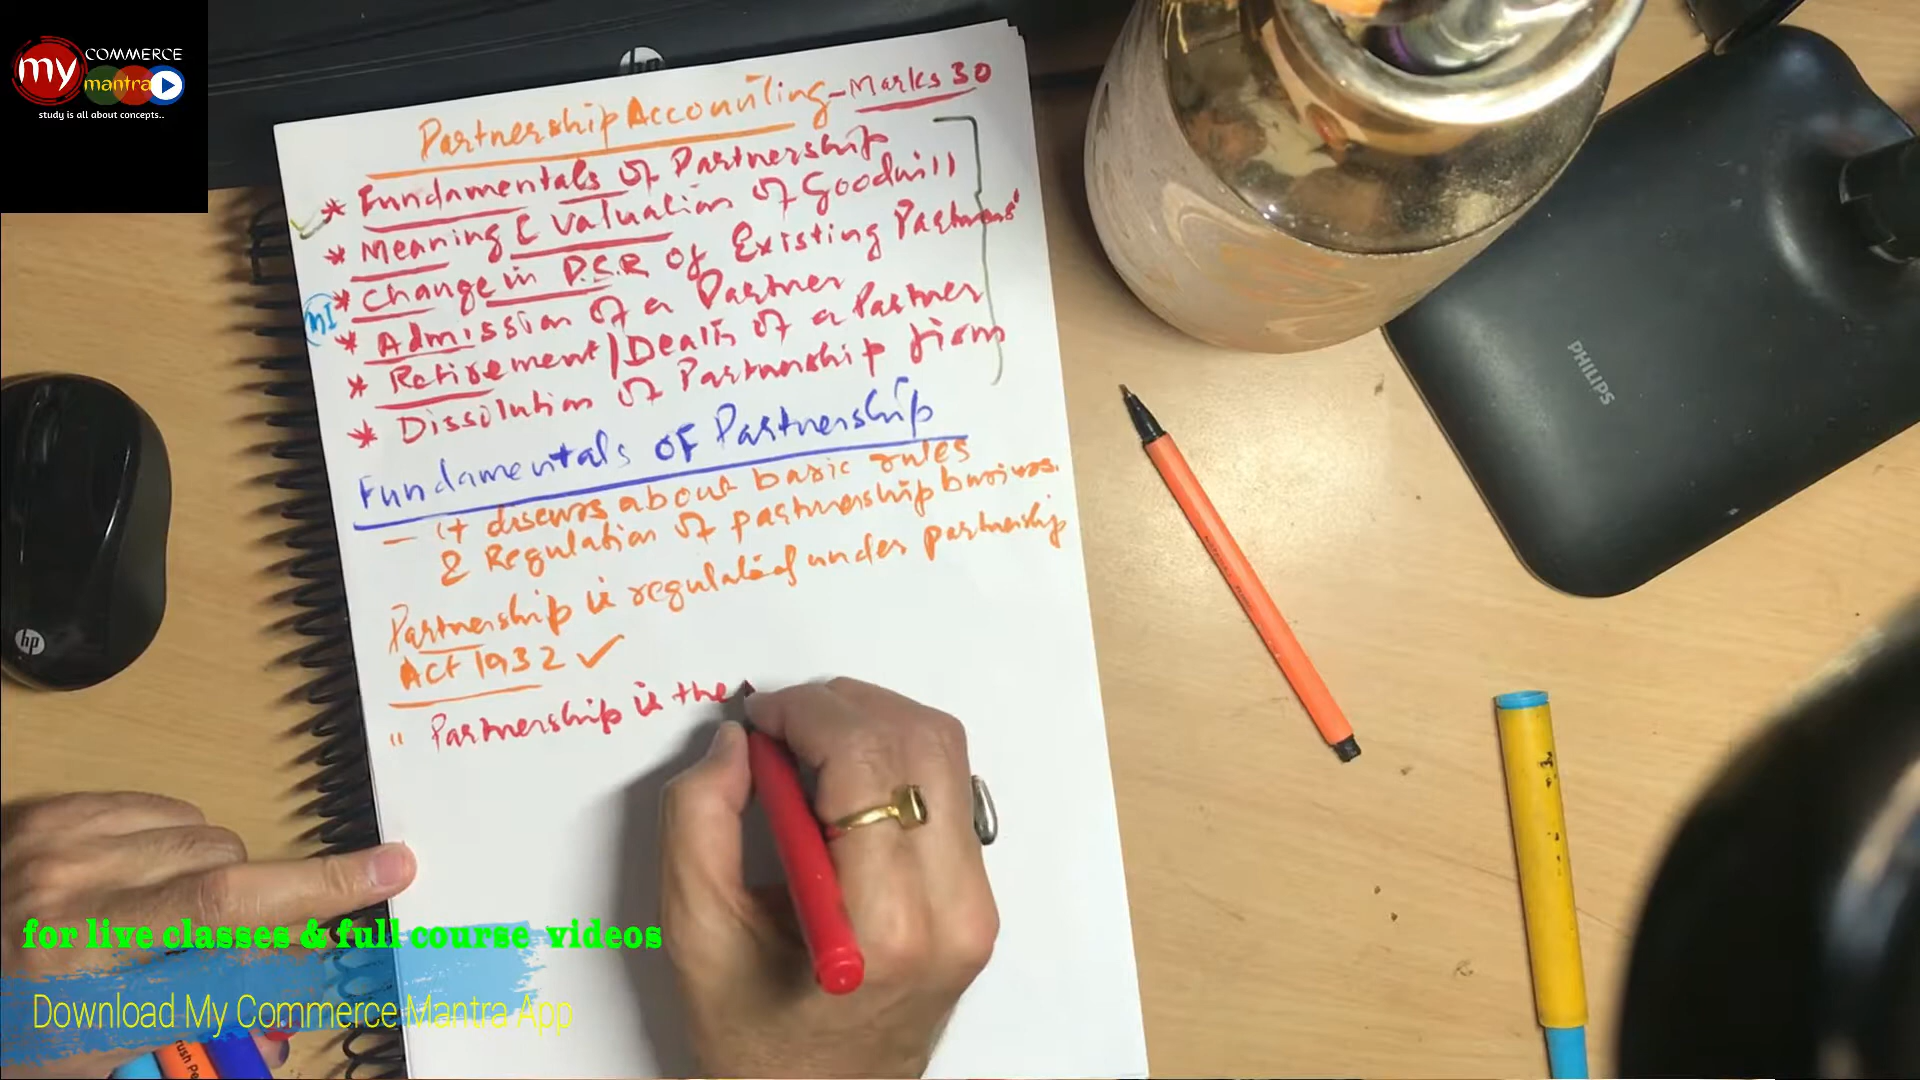 my COMMERCE
mantra
study is all about concepts..
hp
Partnership Accounting - Marks 30
* Fundamentals of Partnership
* Meaning & Valuation of Goodwill
* Change in P.S.R of Existing Partners'
* Admission of a Partner
* Retirement / Death of a Partner
* Dissolution of Partnership firm
Fundamentals OF Partnership
- it discuss about basic rules
& Regulation of partnership business.
Partnership is regulated under partnership
Act 1932 ✓
" Partnership is the
PHILIPS
hp
for live classes & full course videos
Download My Commerce Mantra App